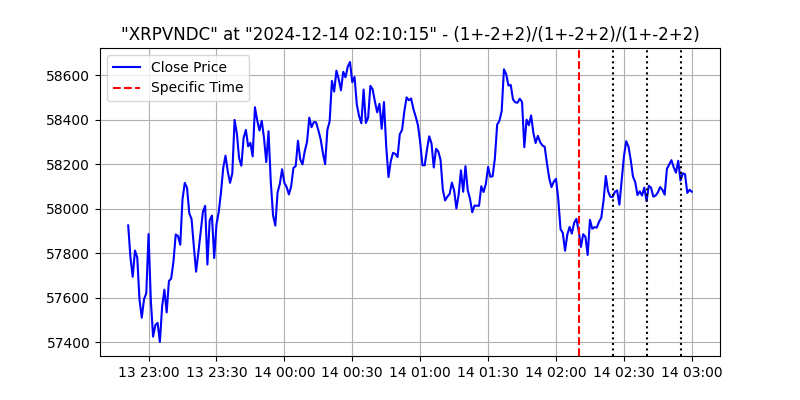 "XRPVNDC" at "2024-12-14 02:10:15" - (1+-2+2)/(1+-2+2)/(1+-2+2)
Close Price
Specific Time
58600
58400
58200
58000
57800
57600
57400
13 23:00 13 23:30 14 00:00 14 00:30 14 01:00 14 01:30 14 02:00 14 02:30 14 03:00